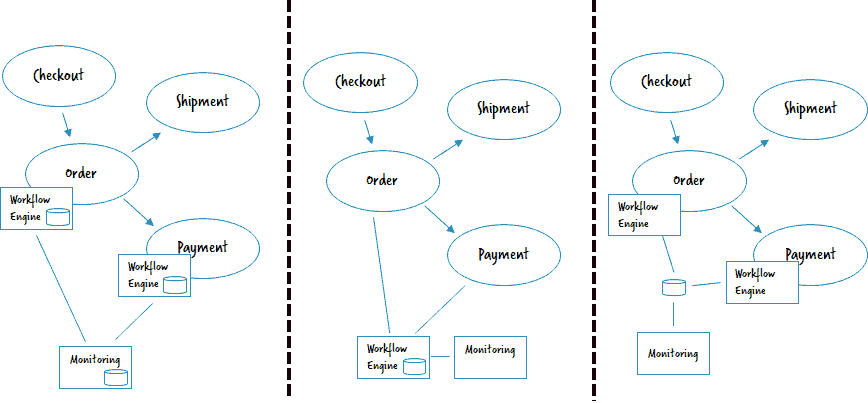 Checkout
Shipment
Order
Workflow
Engine
Payment
Workflow
Engine
Monitoring
Checkout
Shipment
Order
Payment
Workflow
Engine
Monitoring
Checkout
Shipment
Order
Workflow
Engine
Payment
Workflow
Engine
Monitoring